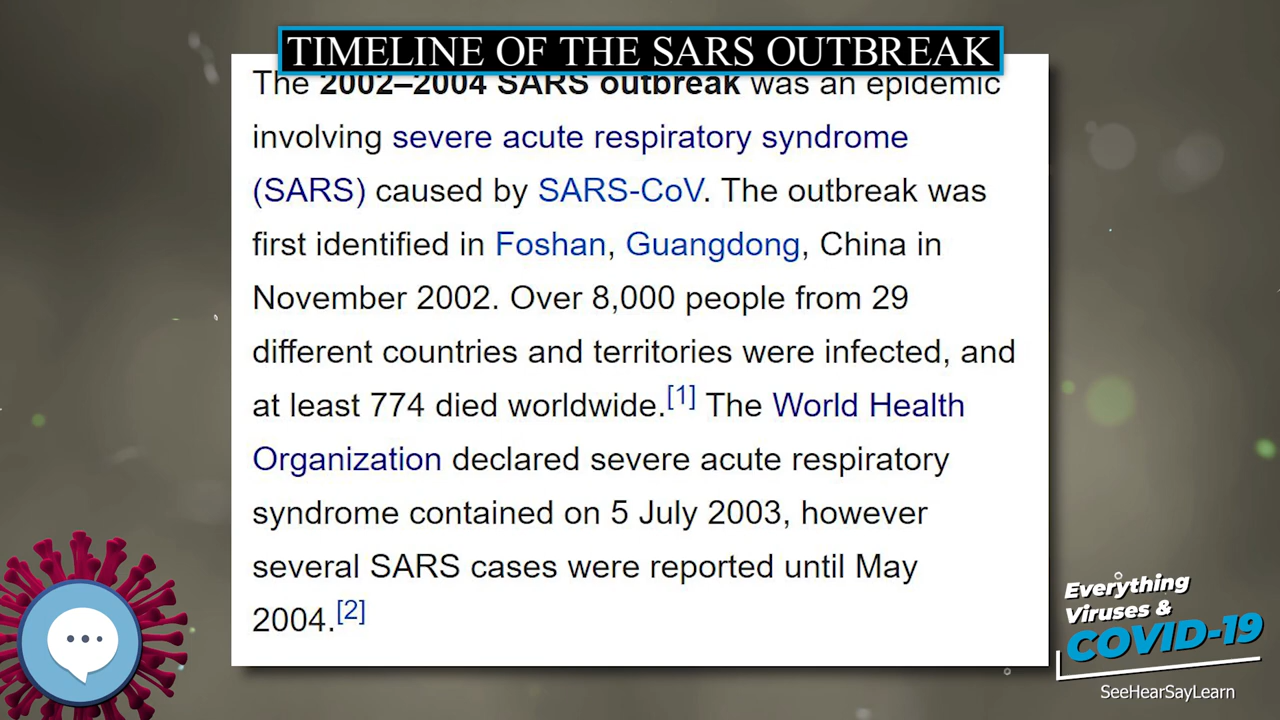 TIMELINE OF THE SARS OUTBREAK
The 2002–2004 SARS outbreak was an epidemic
involving severe acute respiratory syndrome
(SARS) caused by SARS-CoV. The outbreak was
first identified in Foshan, Guangdong, China in
November 2002. Over 8,000 people from 29
different countries and territories were infected, and
at least 774 died worldwide.[1] The World Health
Organization declared severe acute respiratory
syndrome contained on 5 July 2003, however
several SARS cases were reported until May
2004.[2]
Everything
Viruses &
COVID-19
SeeHearSayLearn